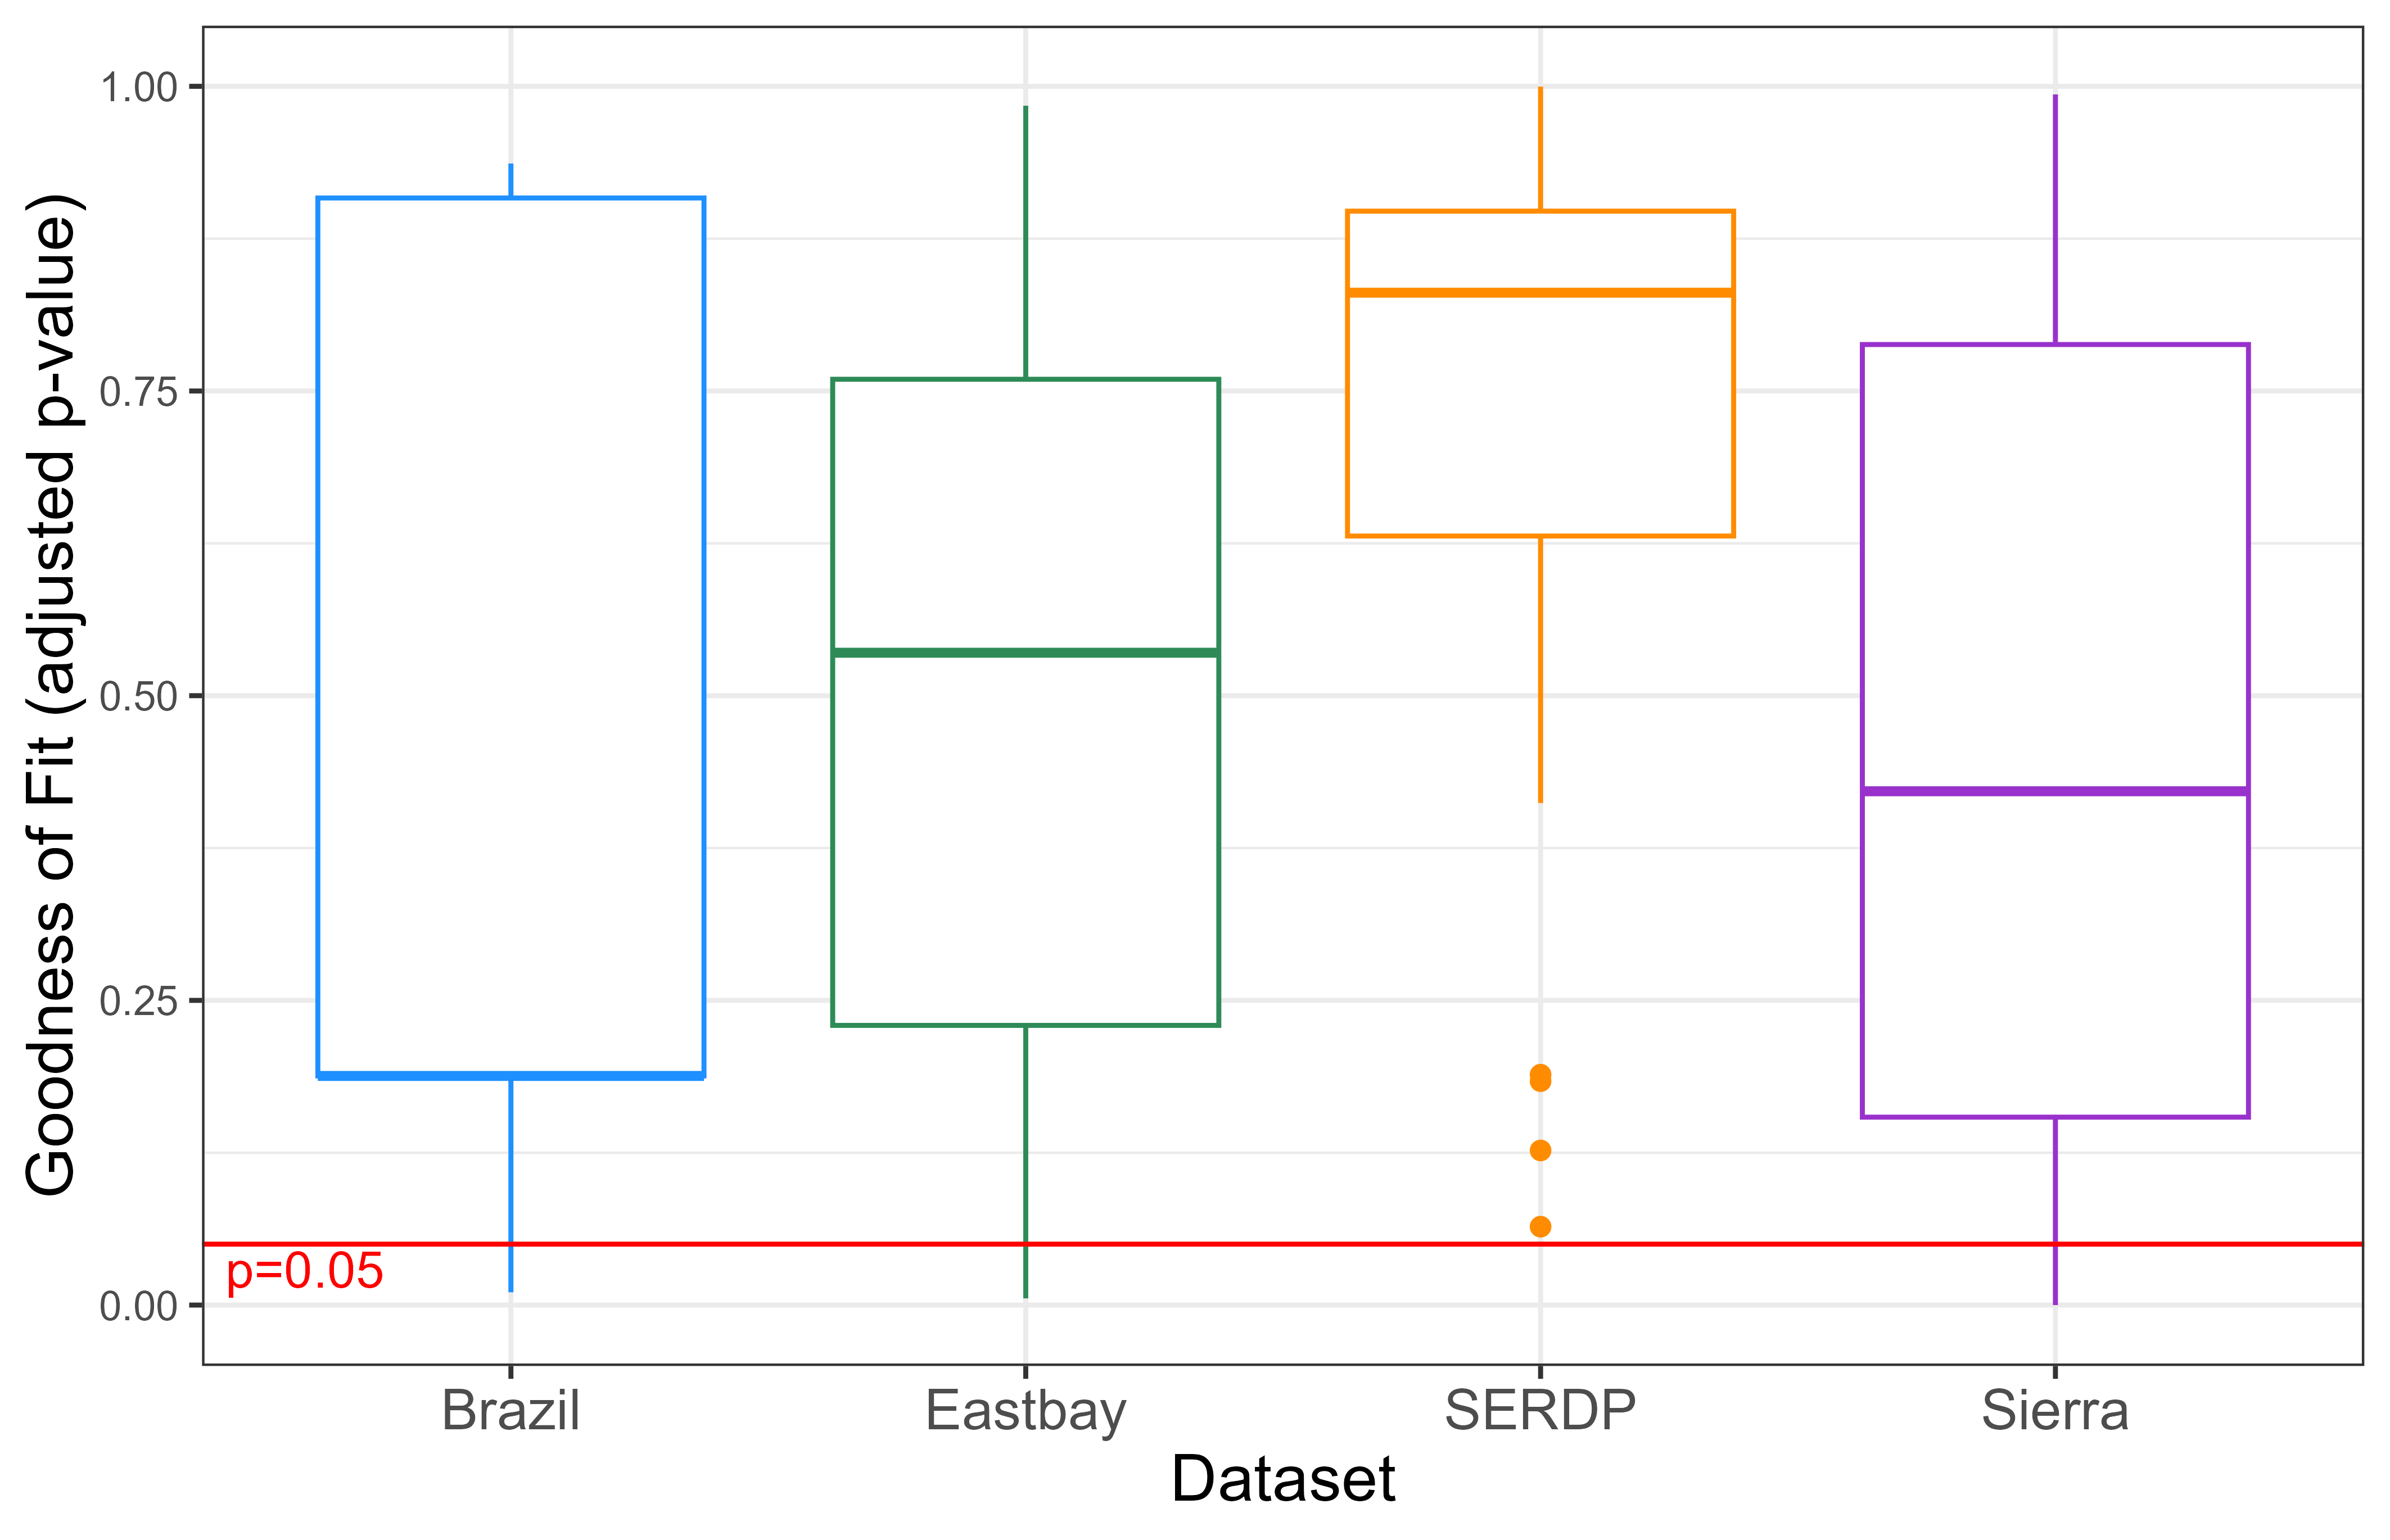 Goodness of Fit (adjusted p-value)
1.00
0.75
0.50
0.25
0.00
p=0.05
Brazil Eastbay SERDP Sierra
Dataset